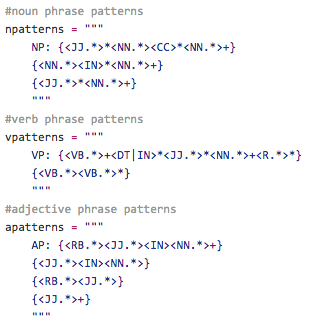 #noun phrase patterns
npatterns = """
    NP: {<JJ.*>*<NN.*><CC>*<NN.*>+}
    {<NN.*><IN>*<NN.*>+}
    {<JJ.*>*<NN.*>+}
    """
#verb phrase patterns
vpatterns = """
    VP: {<VB.*>+<DT|IN>*<JJ.*>*<NN.*>+<R.*>*}
    {<VB.*><VB.*>*}
    """
#adjective phrase patterns
apatterns = """
    AP: {<RB.*><JJ.*><IN><NN.*>+}
    {<JJ.*><IN><NN.*>}
    {<RB.*><JJ.*>}
    {<JJ.*>+}
    """